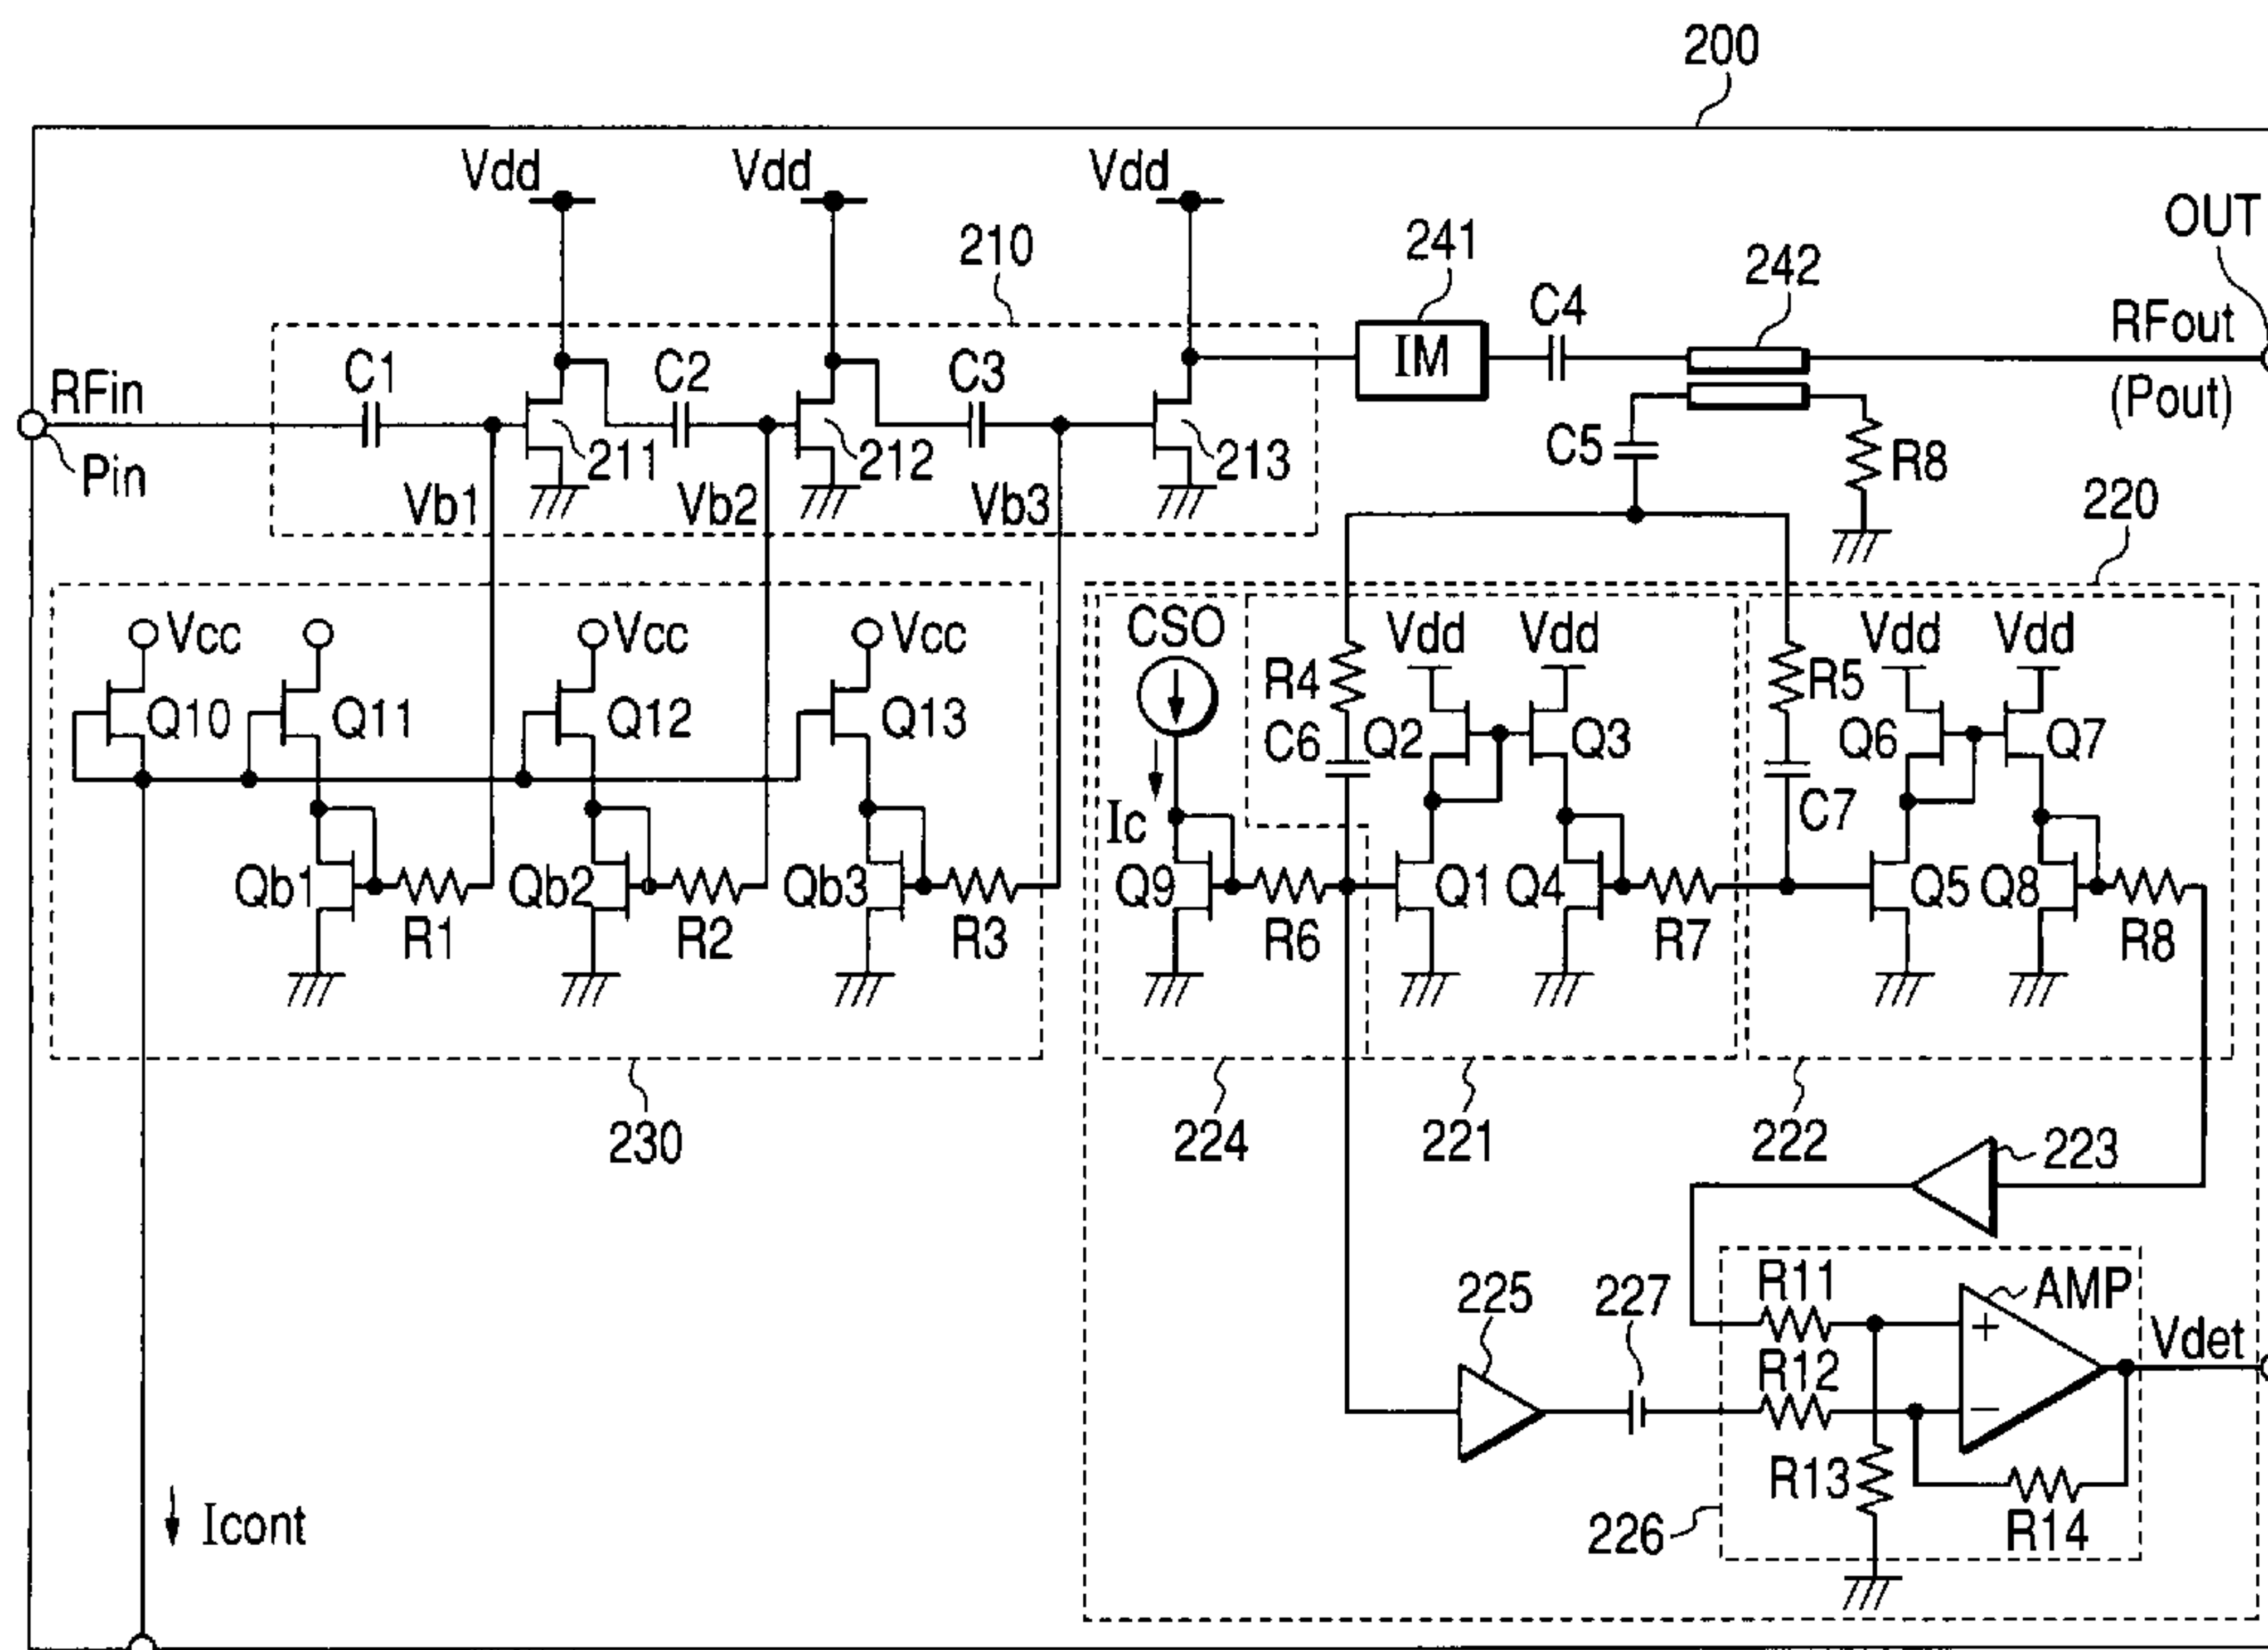 200
Vdd Vdd Vdd
OUT
210 241 242
C4 RFout
(Pout)
RFin C1 C2 C3 IM
Pin 211 212 213 C5 R8
Vb1 Vb2 Vb3 220
Vcc Vcc Vcc CSO Vdd Vdd Vdd Vdd
Q10 Q11 Q12 Q13 R4 R5
C6 Q2 Q3 Q6 Q7
Ic C7
Qb1 Qb2 Qb3 Q9 Q1 Q4 Q5 Q8
R1 R2 R3 R6 R7 R8
230 224 221 222 223
225 227 R11 AMP
R12 + Vdet
−
R13
226 R14
Icont